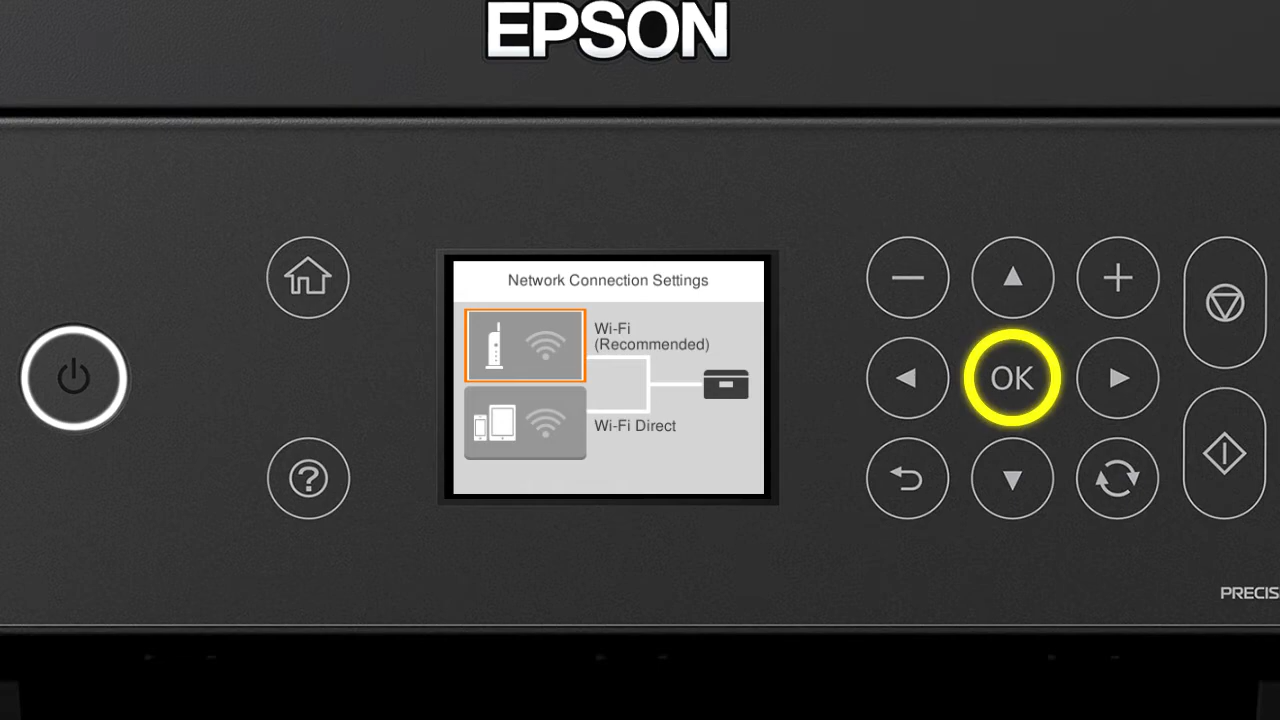 EPSON
Network Connection Settings
Wi-Fi
(Recommended)
Wi-Fi Direct
OK
?
PRECIS